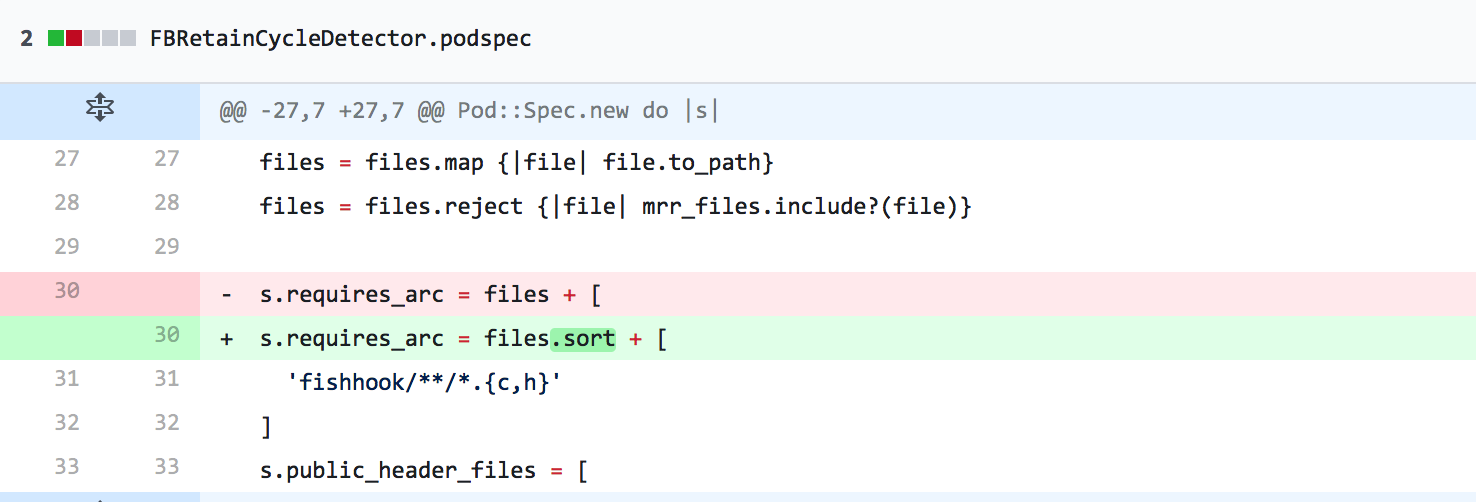 2 FBRetainCycleDetector.podspec
@@ -27,7 +27,7 @@ Pod::Spec.new do |s|
27 27 files = files.map {|file| file.to_path}
28 28 files = files.reject {|file| mrr_files.include?(file)}
29 29
30 - s.requires_arc = files + [
30 + s.requires_arc = files.sort + [
31 31 'fishhook/**/*.{c,h}'
32 32 ]
33 33 s.public_header_files = [